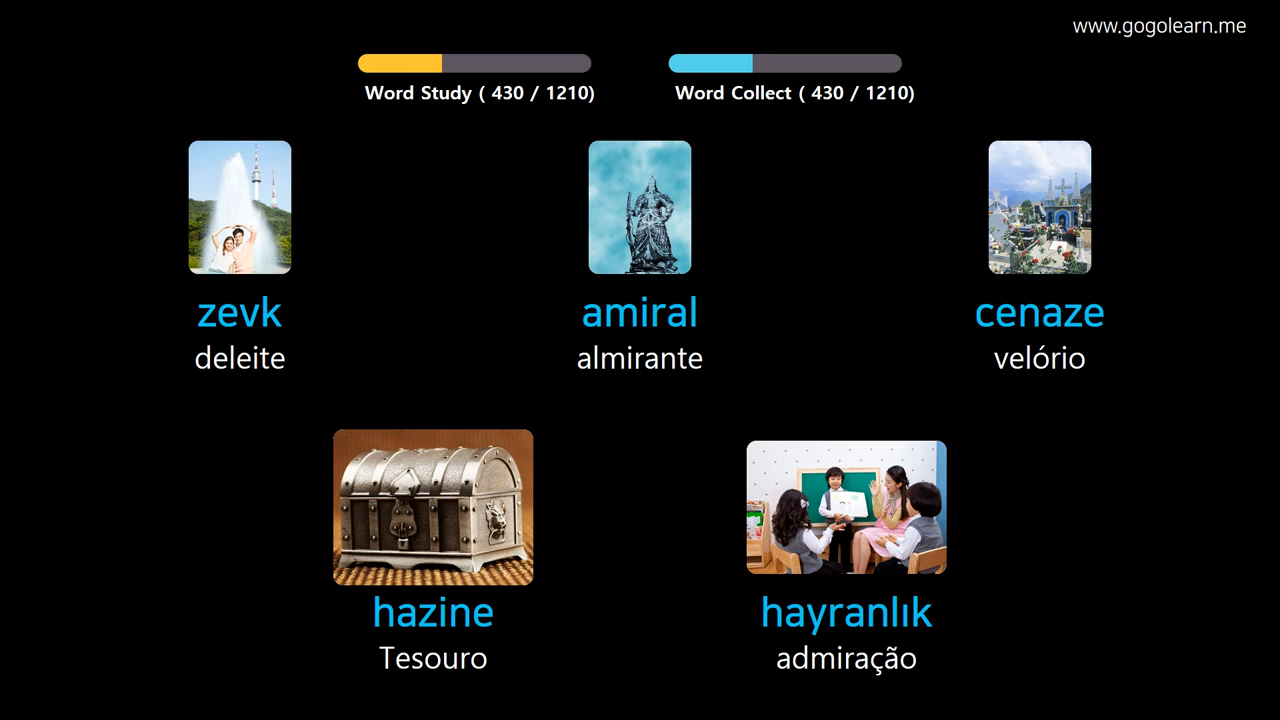 www.gogolearn.me
Word Study ( 430 / 1210)
Word Collect ( 430 / 1210)
zevk
deleite
amiral
almirante
cenaze
velório
hazine
Tesouro
hayranlık
admiração